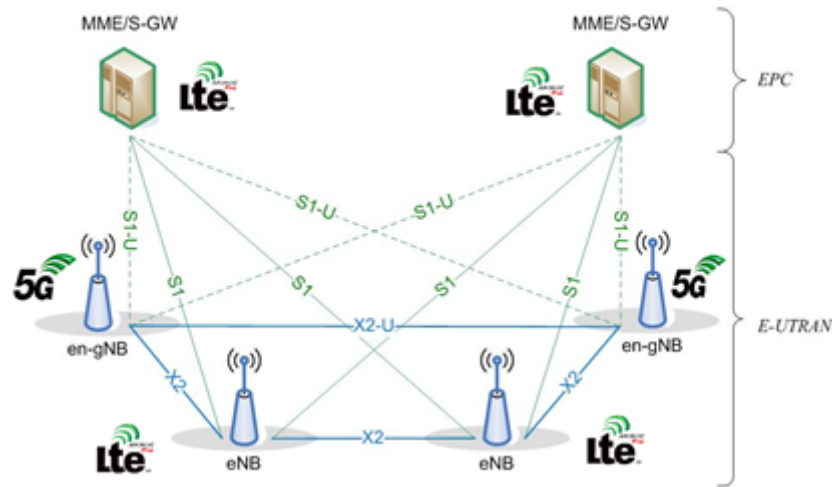 MME/S-GW
MME/S-GW
Lte
Lte
EPC
S1-U
S1-U
S1-U
S1-U
S1
S1
S1
S1
5G
5G
X2-U
en-gNB
en-gNB
E-UTRAN
X2
X2
X2
Lte
eNB
eNB
Lte